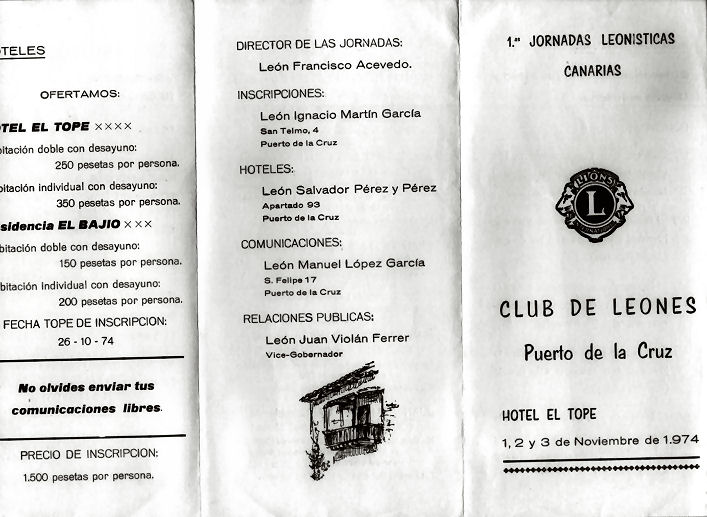 OTELES
OFERTAMOS:
TEL EL TOPE ××××
bitación doble con desayuno:
250 pesetas por persona.
bitación individual con desayuno:
350 pesetas por persona.
sidencia EL BAJIO ×××
bitación doble con desayuno:
150 pesetas por persona.
bitación individual con desayuno:
200 pesetas por persona.
FECHA TOPE DE INSCRIPCION:
26 - 10 - 74
No olvides enviar tus
comunicaciones libres.
PRECIO DE INSCRIPCION:
1.500 pesetas por persona.
DIRECTOR DE LAS JORNADAS:
León Francisco Acevedo.
INSCRIPCIONES:
León Ignacio Martín García
San Telmo, 4
Puerto de la Cruz
HOTELES:
León Salvador Pérez y Pérez
Apartado 93
Puerto de la Cruz
COMUNICACIONES:
León Manuel López García
S. Felipe 17
Puerto de la Cruz
RELACIONES PUBLICAS:
León Juan Violán Ferrer
Vice-Gobernador
1.as JORNADAS LEONISTICAS
CANARIAS
LIONS
L
INTERNATIONAL
CLUB DE LEONES
Puerto de la Cruz
HOTEL EL TOPE
1, 2 y 3 de Noviembre de 1.974